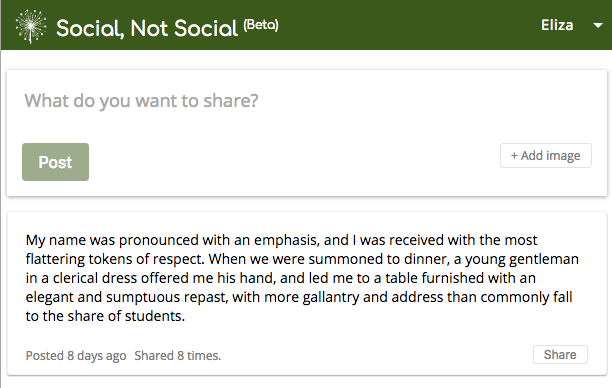 Social, Not Social (Beta)
Eliza
What do you want to share?
Post
+ Add image
My name was pronounced with an emphasis, and I was received with the most
flattering tokens of respect. When we were summoned to dinner, a young gentleman
in a clerical dress offered me his hand, and led me to a table furnished with an
elegant and sumptuous repast, with more gallantry and address than commonly fall
to the share of students.
Posted 8 days ago Shared 8 times.
Share